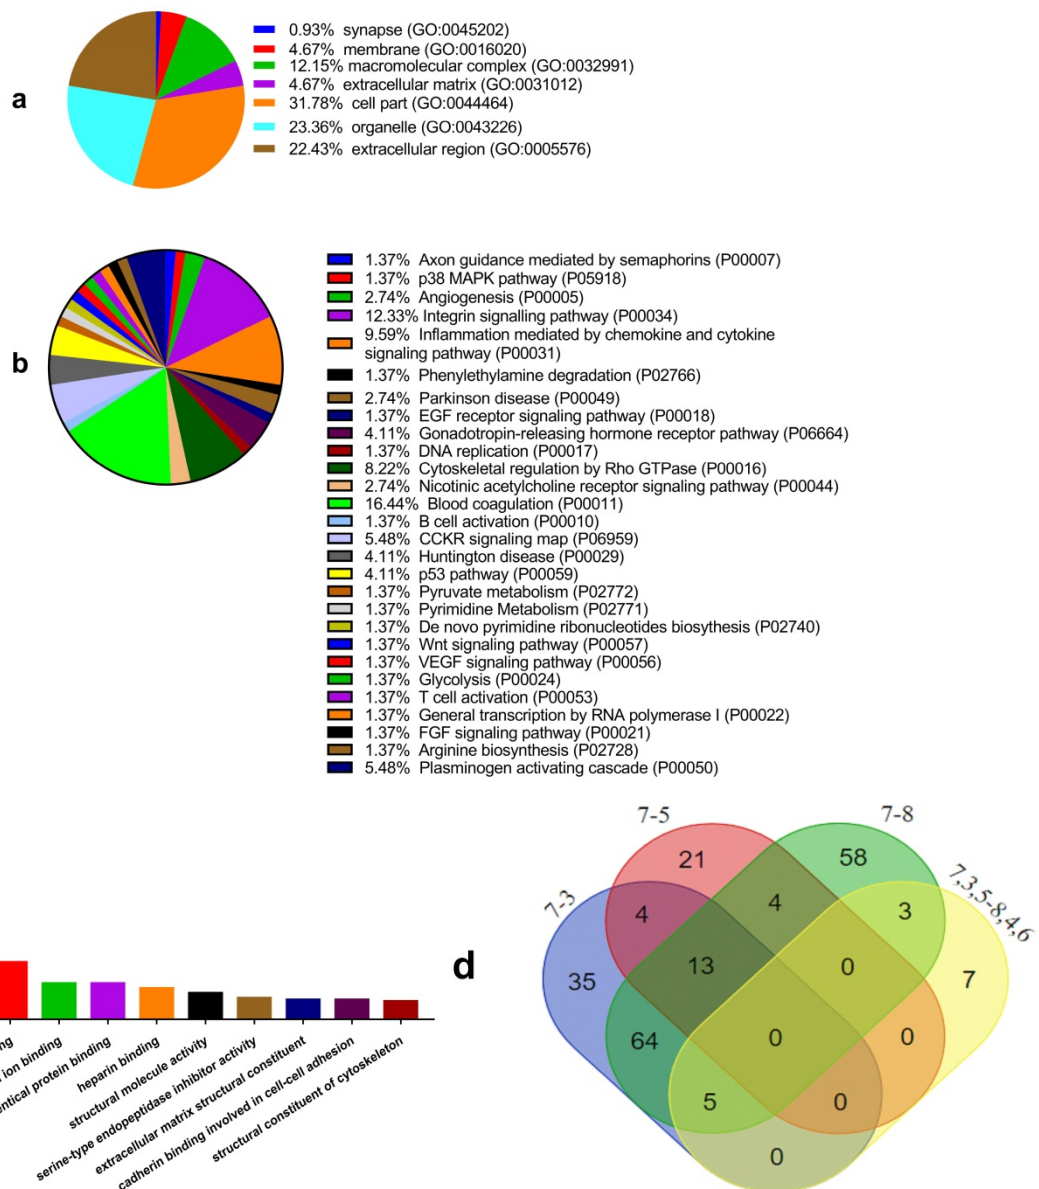 a
0.93% synapse (GO:0045202)
4.67% membrane (GO:0016020)
12.15% macromolecular complex (GO:0032991)
4.67% extracellular matrix (GO:0031012)
31.78% cell part (GO:0044464)
23.36% organelle (GO:0043226)
22.43% extracellular region (GO:0005576)
b
1.37% Axon guidance mediated by semaphorins (P00007)
1.37% p38 MAPK pathway (P05918)
2.74% Angiogenesis (P00005)
12.33% Integrin signalling pathway (P00034)
9.59% Inflammation mediated by chemokine and cytokine
signaling pathway (P00031)
1.37% Phenylethylamine degradation (P02766)
2.74% Parkinson disease (P00049)
1.37% EGF receptor signaling pathway (P00018)
4.11% Gonadotropin-releasing hormone receptor pathway (P06664)
1.37% DNA replication (P00017)
8.22% Cytoskeletal regulation by Rho GTPase (P00016)
2.74% Nicotinic acetylcholine receptor signaling pathway (P00044)
16.44% Blood coagulation (P00011)
1.37% B cell activation (P00010)
5.48% CCKR signaling map (P06959)
4.11% Huntington disease (P00029)
4.11% p53 pathway (P00059)
1.37% Pyruvate metabolism (P02772)
1.37% Pyrimidine Metabolism (P02771)
1.37% De novo pyrimidine ribonucleotides biosythesis (P02740)
1.37% Wnt signaling pathway (P00057)
1.37% VEGF signaling pathway (P00056)
1.37% Glycolysis (P00024)
1.37% T cell activation (P00053)
1.37% General transcription by RNA polymerase I (P00022)
1.37% FGF signaling pathway (P00021)
1.37% Arginine biosynthesis (P02728)
5.48% Plasminogen activating cascade (P00050)
ion binding
entical protein binding
heparin binding
structural molecule activity
serine-type endopeptidase inhibitor activity
extracellular matrix structural constituent
cadherin binding involved in cell-cell adhesion
structural constituent of cytoskeleton
d
7-5
7-8
7-3
7,3,5-8,4,6
21
58
4
4
3
35
13
0
7
64
0
0
5
0
0